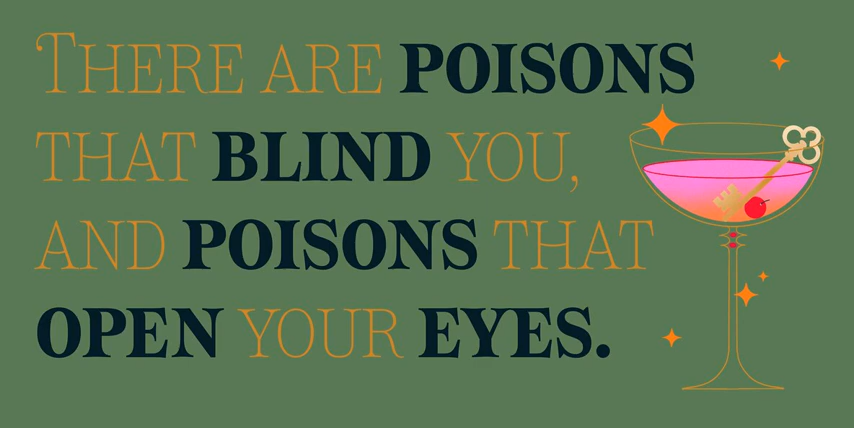 THERE ARE POISONS
THAT BLIND YOU,
AND POISONS THAT
OPEN YOUR EYES.